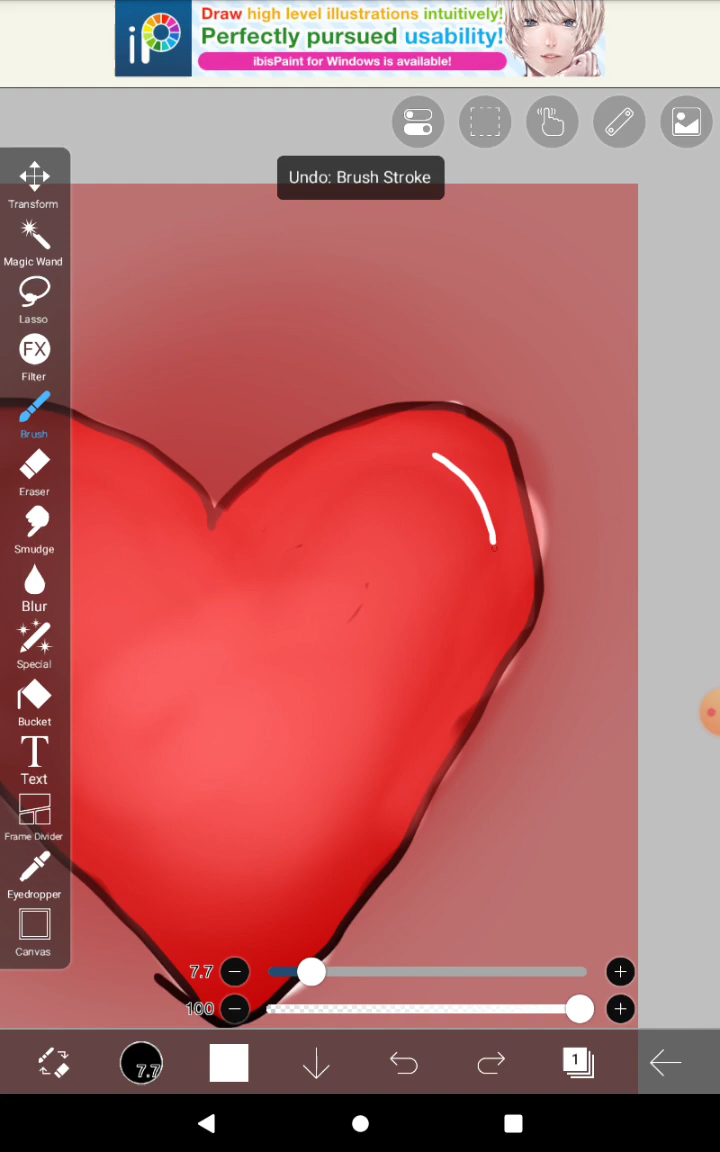 iP
Draw high level illustrations intuitively!
Perfectly pursued usability!
ibisPaint for Windows is available!
Undo: Brush Stroke
Transform
Magic Wand
Lasso
FX
Filter
Brush
Eraser
Smudge
Blur
Special
Bucket
T
Text
Frame Divider
Eyedropper
Canvas
7.7
100
7.7
1